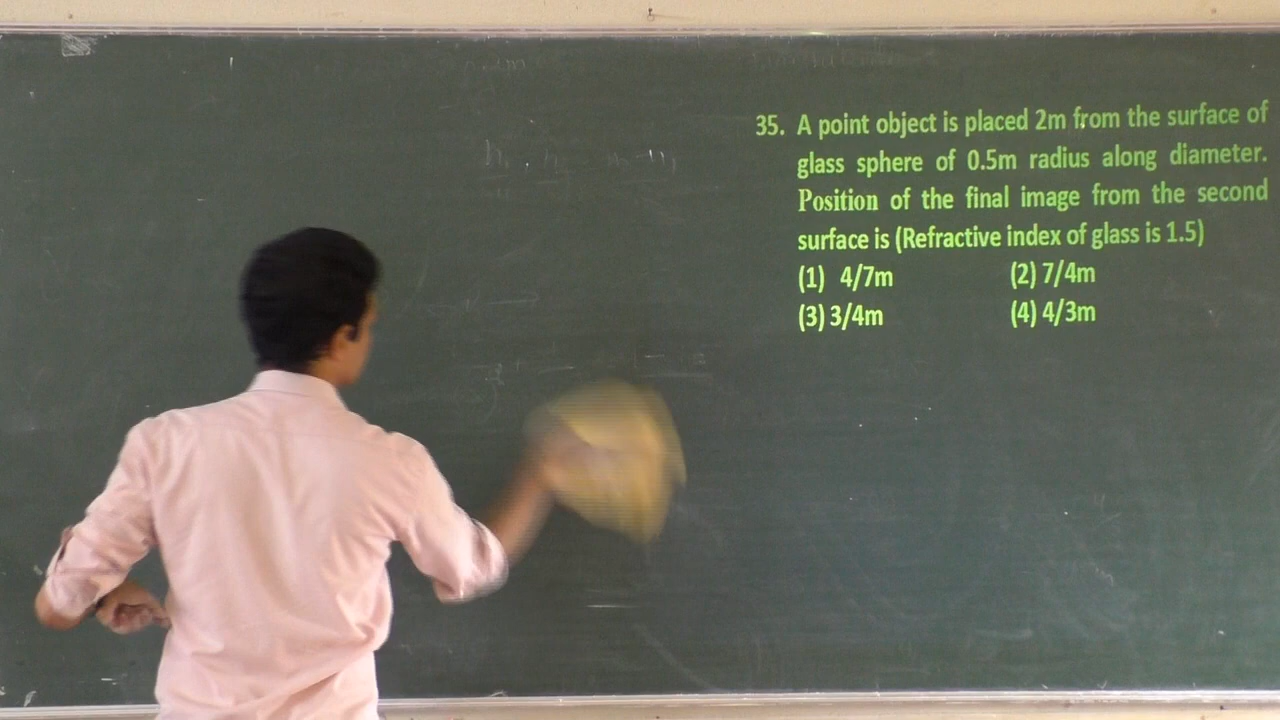 35. A point object is placed 2m from the surface of
glass sphere of 0.5m radius along diameter.
Position of the final image from the second
surface is (Refractive index of glass is 1.5)
(1) 4/7m (2) 7/4m
(3) 3/4m (4) 4/3m